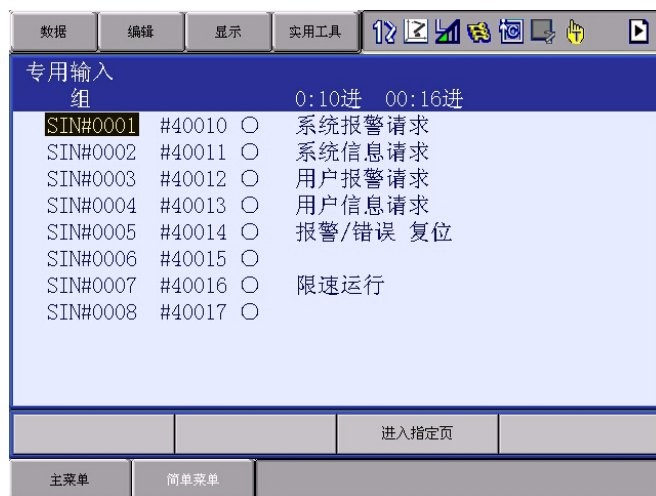 数据 编辑 显示 实用工具
专用输入
组 0:10进 00:16进
SIN#0001 #40010 ○ 系统报警请求
SIN#0002 #40011 ○ 系统信息请求
SIN#0003 #40012 ○ 用户报警请求
SIN#0004 #40013 ○ 用户信息请求
SIN#0005 #40014 ○ 报警/错误 复位
SIN#0006 #40015 ○
SIN#0007 #40016 ○ 限速运行
SIN#0008 #40017 ○
进入指定页
主菜单 简单菜单